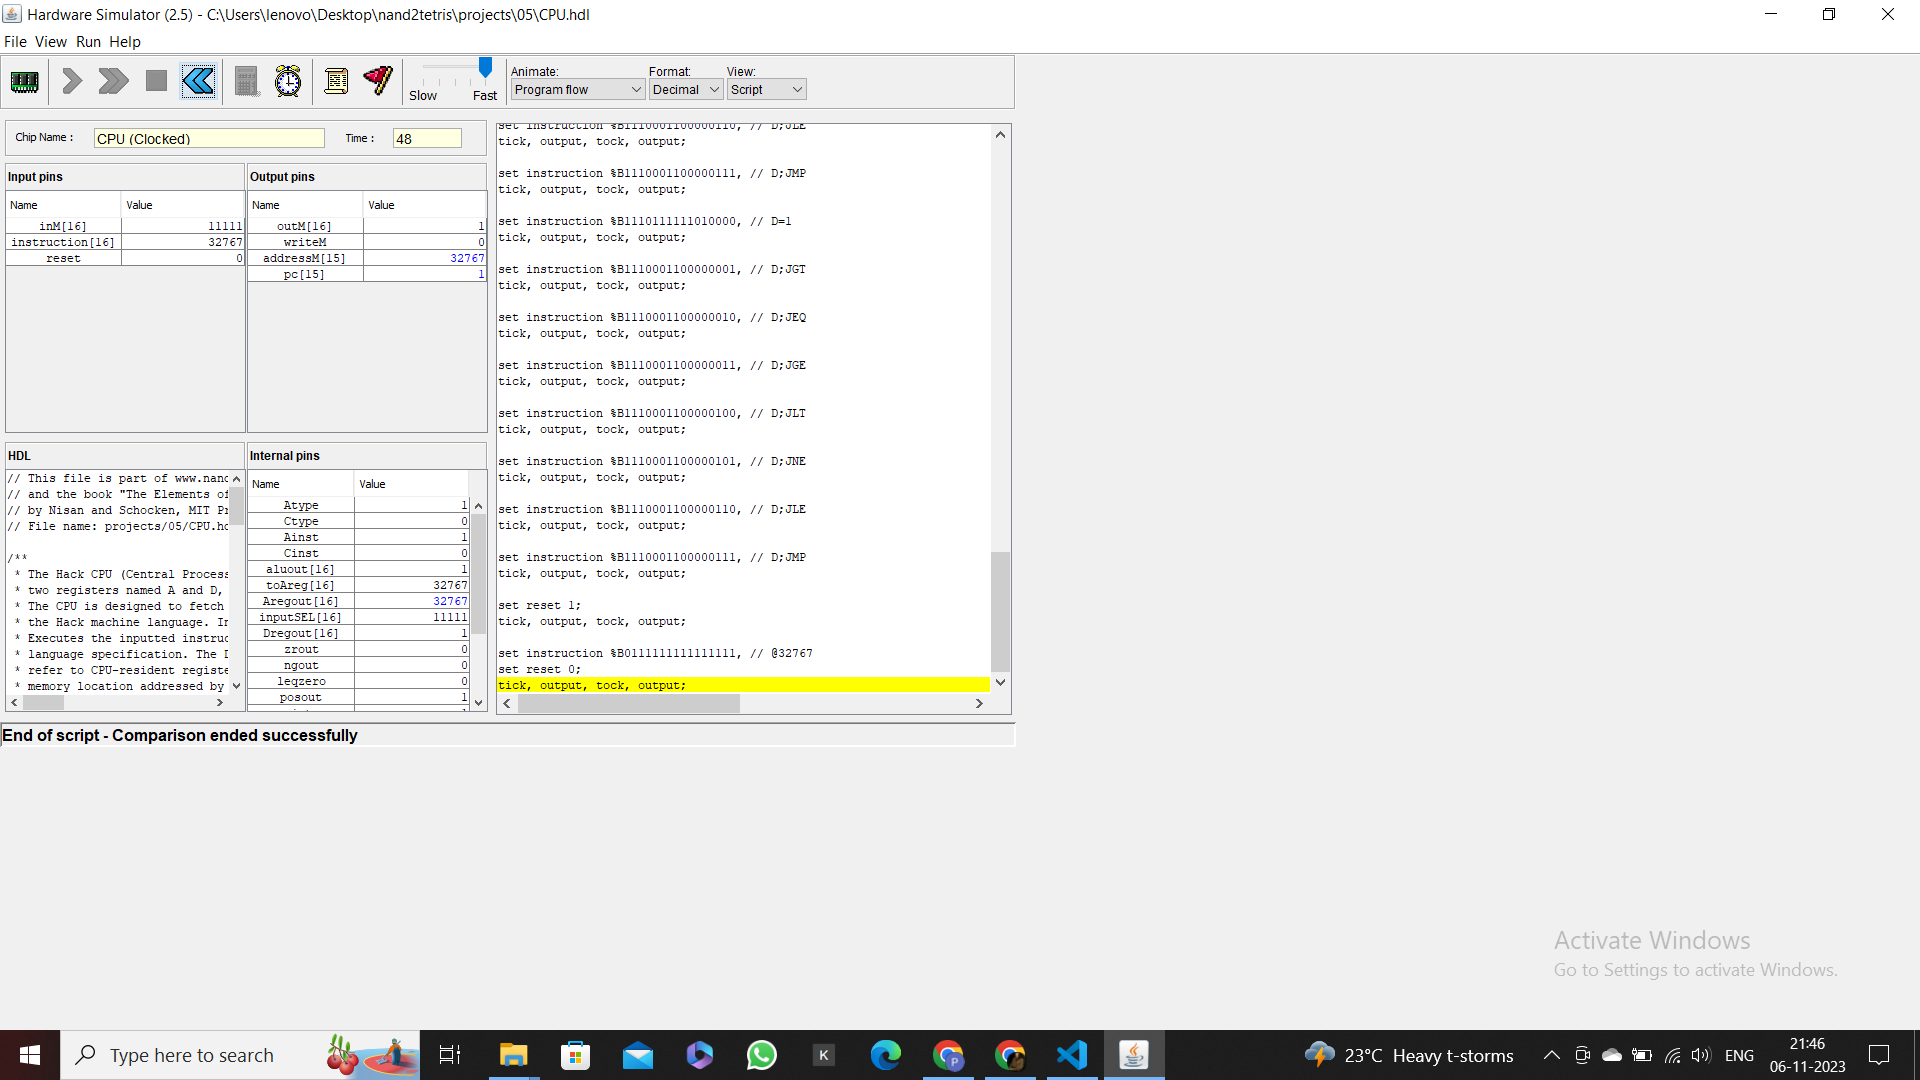 Hardware Simulator (2.5) - C:\Users\lenovo\Desktop\nand2tetris\projects\05\CPU.hdl
File View Run Help
Slow Fast
Animate: Format: View:
Program flow Decimal Script
Chip Name : CPU (Clocked) Time : 48
Input pins
Name Value
inM[16] 11111
instruction[16] 32767
reset 0
Output pins
Name Value
outM[16] 1
writeM 0
addressM[15] 32767
pc[15] 1
HDL
// This file is part of www.nand
// and the book "The Elements of
// by Nisan and Schocken, MIT Pr
// File name: projects/05/CPU.hd
/**
* The Hack CPU (Central Process
* two registers named A and D,
* The CPU is designed to fetch
* the Hack machine language. In
* Executes the inputted instruc
* language specification. The D
* refer to CPU-resident registe
* memory location addressed by
Internal pins
Name Value
Atype 1
Ctype 0
Ainst 1
Cinst 0
aluout[16] 1
toAreg[16] 32767
Aregout[16] 32767
inputSEL[16] 11111
Dregout[16] 1
zrout 0
ngout 0
leqzero 0
posout 1
set instruction %B1110001100000110, // D;JLE
tick, output, tock, output;
set instruction %B1110001100000111, // D;JMP
tick, output, tock, output;
set instruction %B1110111111010000, // D=1
tick, output, tock, output;
set instruction %B1110001100000001, // D;JGT
tick, output, tock, output;
set instruction %B1110001100000010, // D;JEQ
tick, output, tock, output;
set instruction %B1110001100000011, // D;JGE
tick, output, tock, output;
set instruction %B1110001100000100, // D;JLT
tick, output, tock, output;
set instruction %B1110001100000101, // D;JNE
tick, output, tock, output;
set instruction %B1110001100000110, // D;JLE
tick, output, tock, output;
set instruction %B1110001100000111, // D;JMP
tick, output, tock, output;
set reset 1;
tick, output, tock, output;
set instruction %B0111111111111111, // @32767
set reset 0;
tick, output, tock, output;
End of script - Comparison ended successfully
Activate Windows
Go to Settings to activate Windows.
Type here to search
K
P
23°C Heavy t-storms
ENG
21:46
06-11-2023